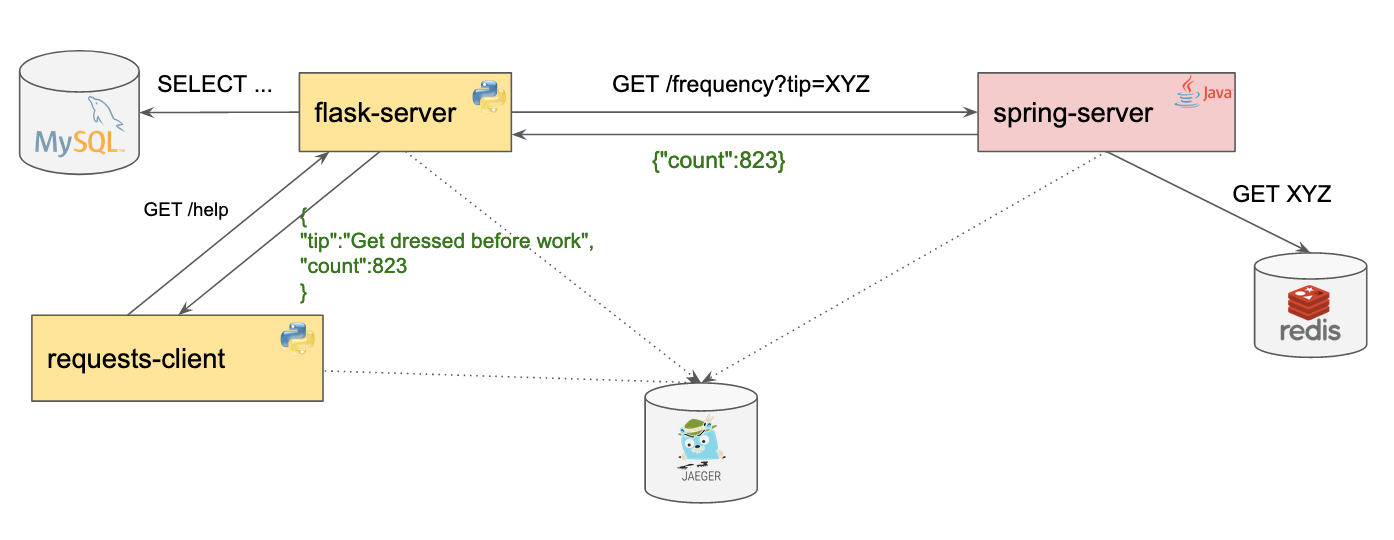 SELECT ...
GET /frequency?tip=XYZ
MySQL
TM
flask-server
spring-server
Java
{"count":823}
GET /help
GET XYZ
{
"tip":"Get dressed before work",
"count":823
}
requests-client
redis
JAEGER